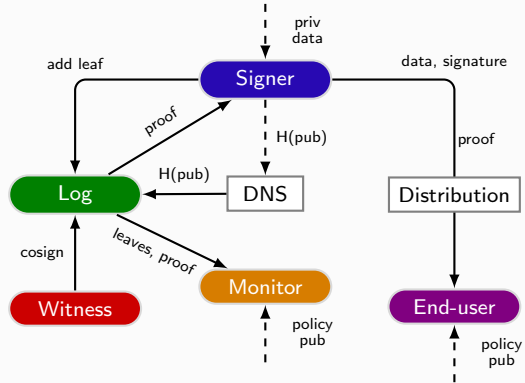 priv
data
add leaf
Signer
data, signature
proof
H(pub)
proof
H(pub)
Log
DNS
Distribution
cosign
leaves, proof
Monitor
Witness
End-user
policy
pub
policy
pub